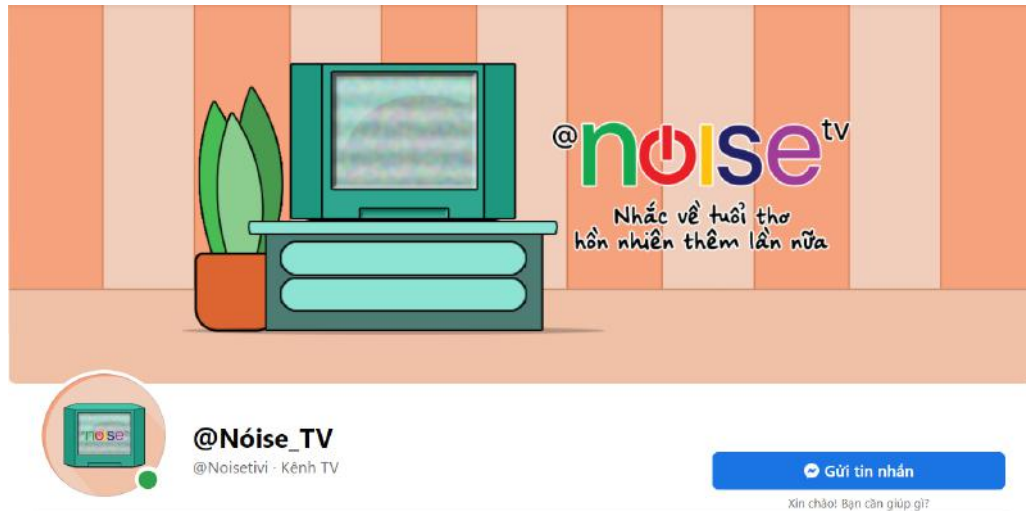 @noise tv
Nhắc về tuổi thơ
hồn nhiên thêm lần nữa
noise
@Nóise_TV
@Noisetivi · Kênh TV
Gửi tin nhắn
Xin chào! Bạn cần giúp gì?